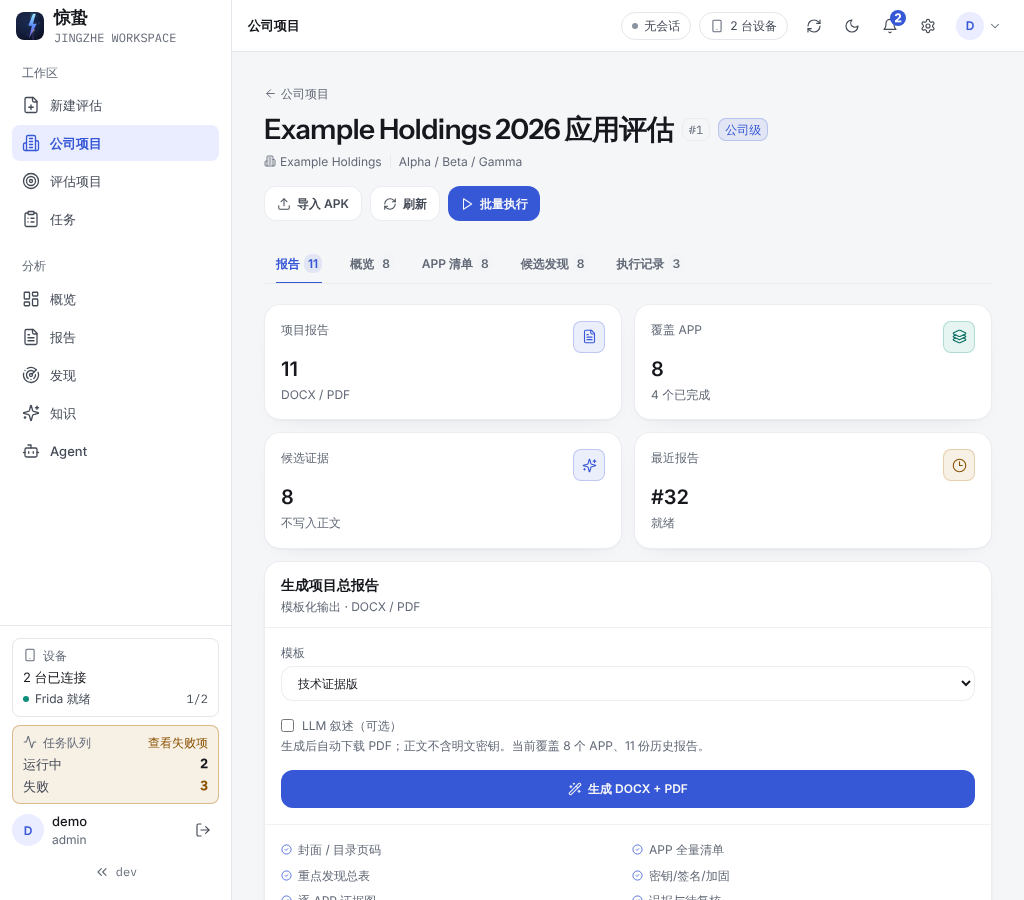 惊蛰
JINGZHE WORKSPACE
工作区
新建评估
公司项目
评估项目
任务
分析
概览
报告
发现
知识
Agent
设备
2 台已连接
Frida 就绪 1/2
任务队列 查看失败项
运行中 2
失败 3
D demo
admin
dev
公司项目 无会话 2 台设备 2 D
公司项目
Example Holdings 2026 应用评估 #1 公司级
Example Holdings Alpha / Beta / Gamma
导入 APK 刷新 批量执行
报告 11 概览 8 APP 清单 8 候选发现 8 执行记录 3
项目报告
11
DOCX / PDF
覆盖 APP
8
4 个已完成
候选证据
8
不写入正文
最近报告
#32
就绪
生成项目总报告
模板化输出 · DOCX / PDF
模板
技术证据版
LLM 叙述（可选）
生成后自动下载 PDF；正文不含明文密钥。当前覆盖 8 个 APP、11 份历史报告。
生成 DOCX + PDF
封面 / 目录页码 APP 全量清单
重点发现总表 密钥/签名/加固
逐 APP 证据图 误报与待复核